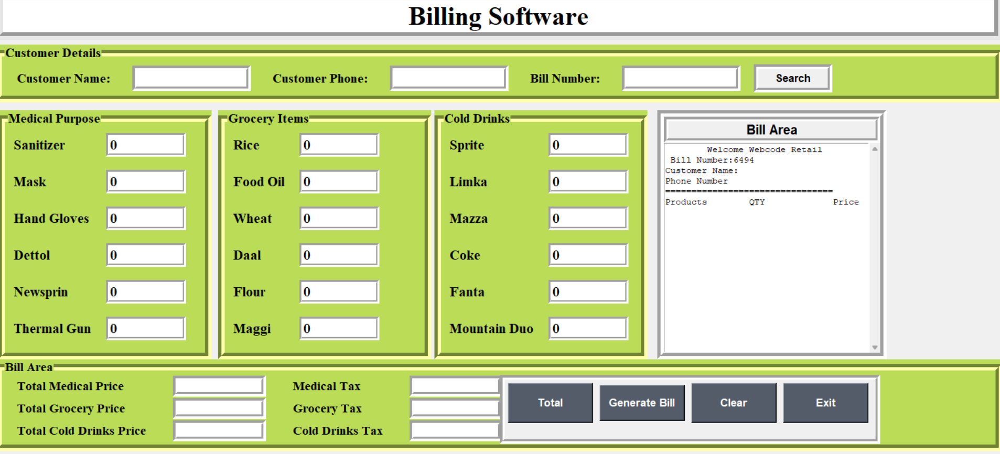 Billing Software
Customer Details
Customer Name:
Customer Phone:
Bill Number:
Search
Medical Purpose
Sanitizer 0
Mask 0
Hand Gloves 0
Dettol 0
Newsprin 0
Thermal Gun 0
Grocery Items
Rice 0
Food Oil 0
Wheat 0
Daal 0
Flour 0
Maggi 0
Cold Drinks
Sprite 0
Limka 0
Mazza 0
Coke 0
Fanta 0
Mountain Duo 0
Bill Area
Welcome Webcode Retail
Bill Number:6494
Customer Name:
Phone Number
================================
Products QTY Price
Bill Area
Total Medical Price
Medical Tax
Total Grocery Price
Grocery Tax
Total Cold Drinks Price
Cold Drinks Tax
Total
Generate Bill
Clear
Exit